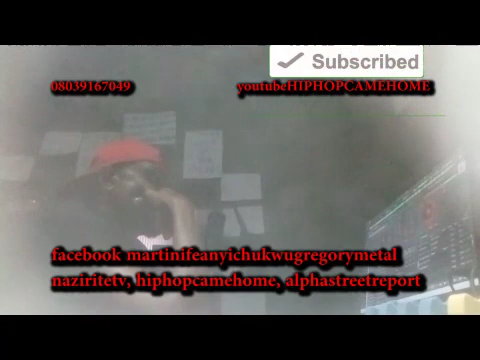 Subscribed
08039167049 youtubeHIPHOPCAMEHOME
facebook martinifeanyichukwugregorymetal
naziritetv, hiphopcamehome, alphastreetreport